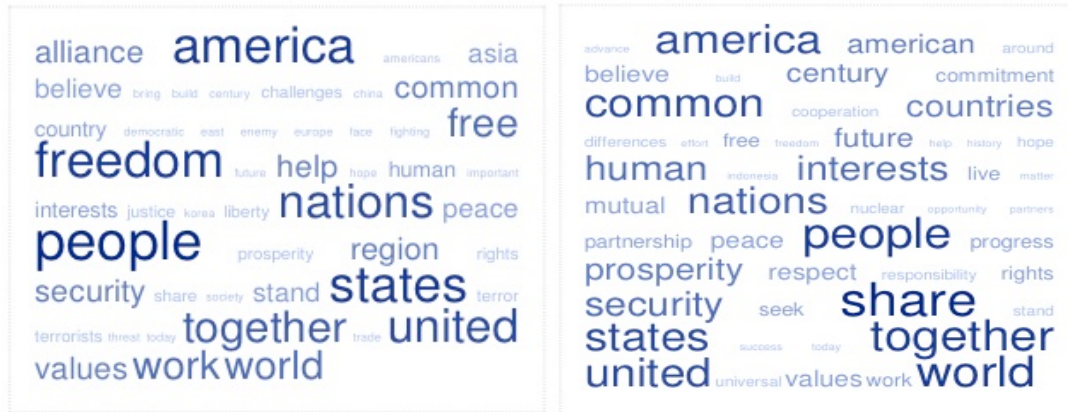 alliance america americans asia
believe bring build century challenges china common
country democratic east enemy europe face fighting free
freedom future help hope human important
interests justice korea liberty nations peace
people prosperity region rights
security share society stand states terror
terrorists threat today together trade united
values work world
advance america american around
believe build century commitment
common cooperation countries
differences effort free freedom future help history hope
human indonesia interests live matter
mutual nations nuclear opportunity partners
partnership peace people progress
prosperity respect responsibility rights
security seek share stand
states success today together
united universal values work world